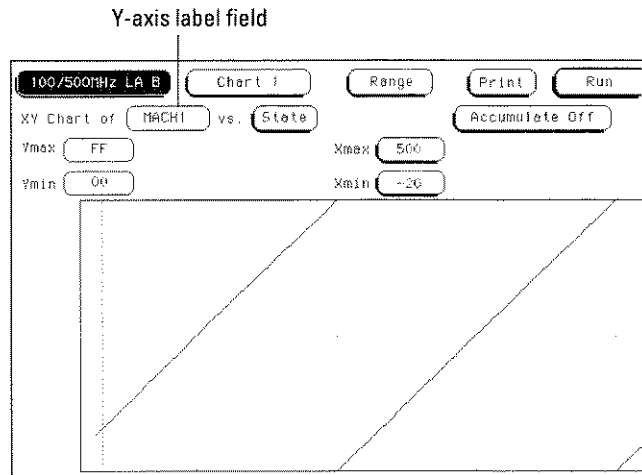 Y-axis label field
100/500MHz LA B Chart 1 Range Print Run
XY Chart of MACH1 vs. State Accumulate Off
Ymax FF Xmax 500
Ymin 00 Xmin -26